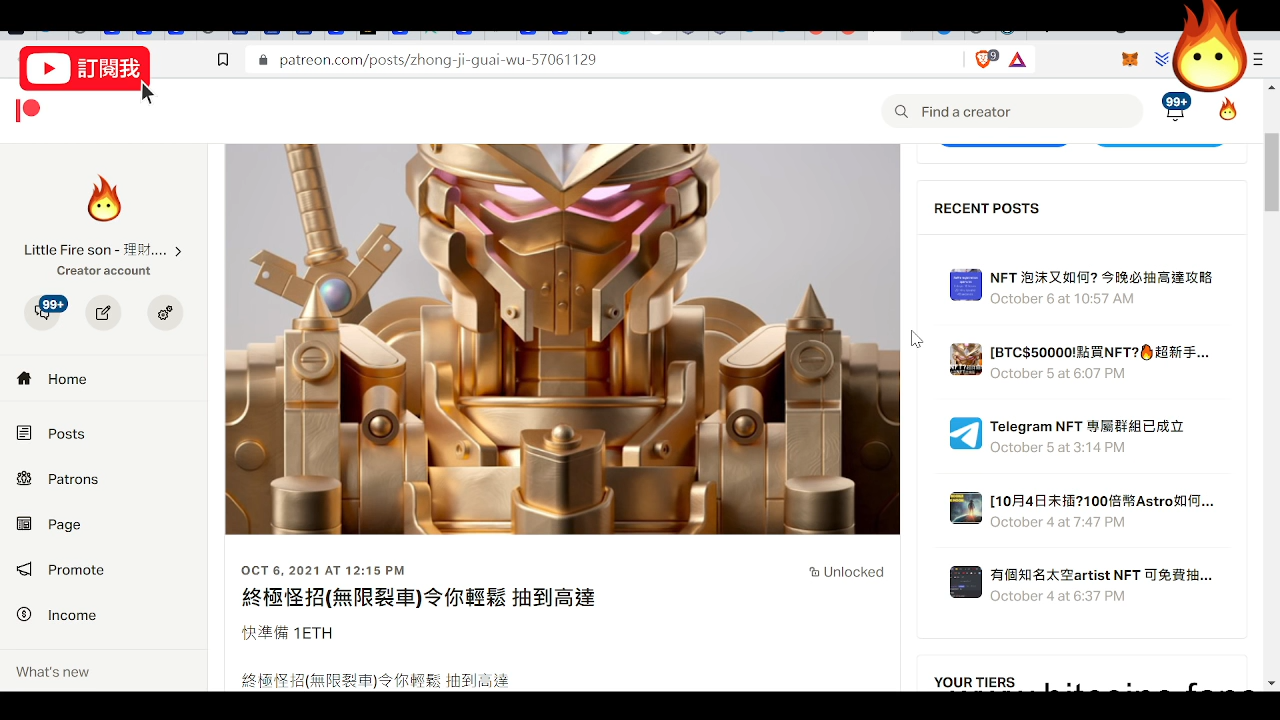 訂閱我
patreon.com/posts/zhong-ji-guai-wu-57061129
9
Find a creator
99+
Little Fire son - 理財....
Creator account
99+
Home
Posts
Patrons
Page
Promote
Income
What's new
OCT 6, 2021 AT 12:15 PM
Unlocked
終極怪招(無限裂車)令你輕鬆 抽到高達
快準備 1ETH
終極怪招(無限裂車)令你輕鬆 抽到高達
RECENT POSTS
NFT 泡沫又如何? 今晚必抽高達攻略
October 6 at 10:57 AM
[BTC$50000!點買NFT?🔥超新手...
October 5 at 6:07 PM
Telegram NFT 專屬群組已成立
October 5 at 3:14 PM
[10月4日未插?100倍幣Astro如何...
October 4 at 7:47 PM
有個知名太空artist NFT 可免費抽...
October 4 at 6:37 PM
YOUR TIERS